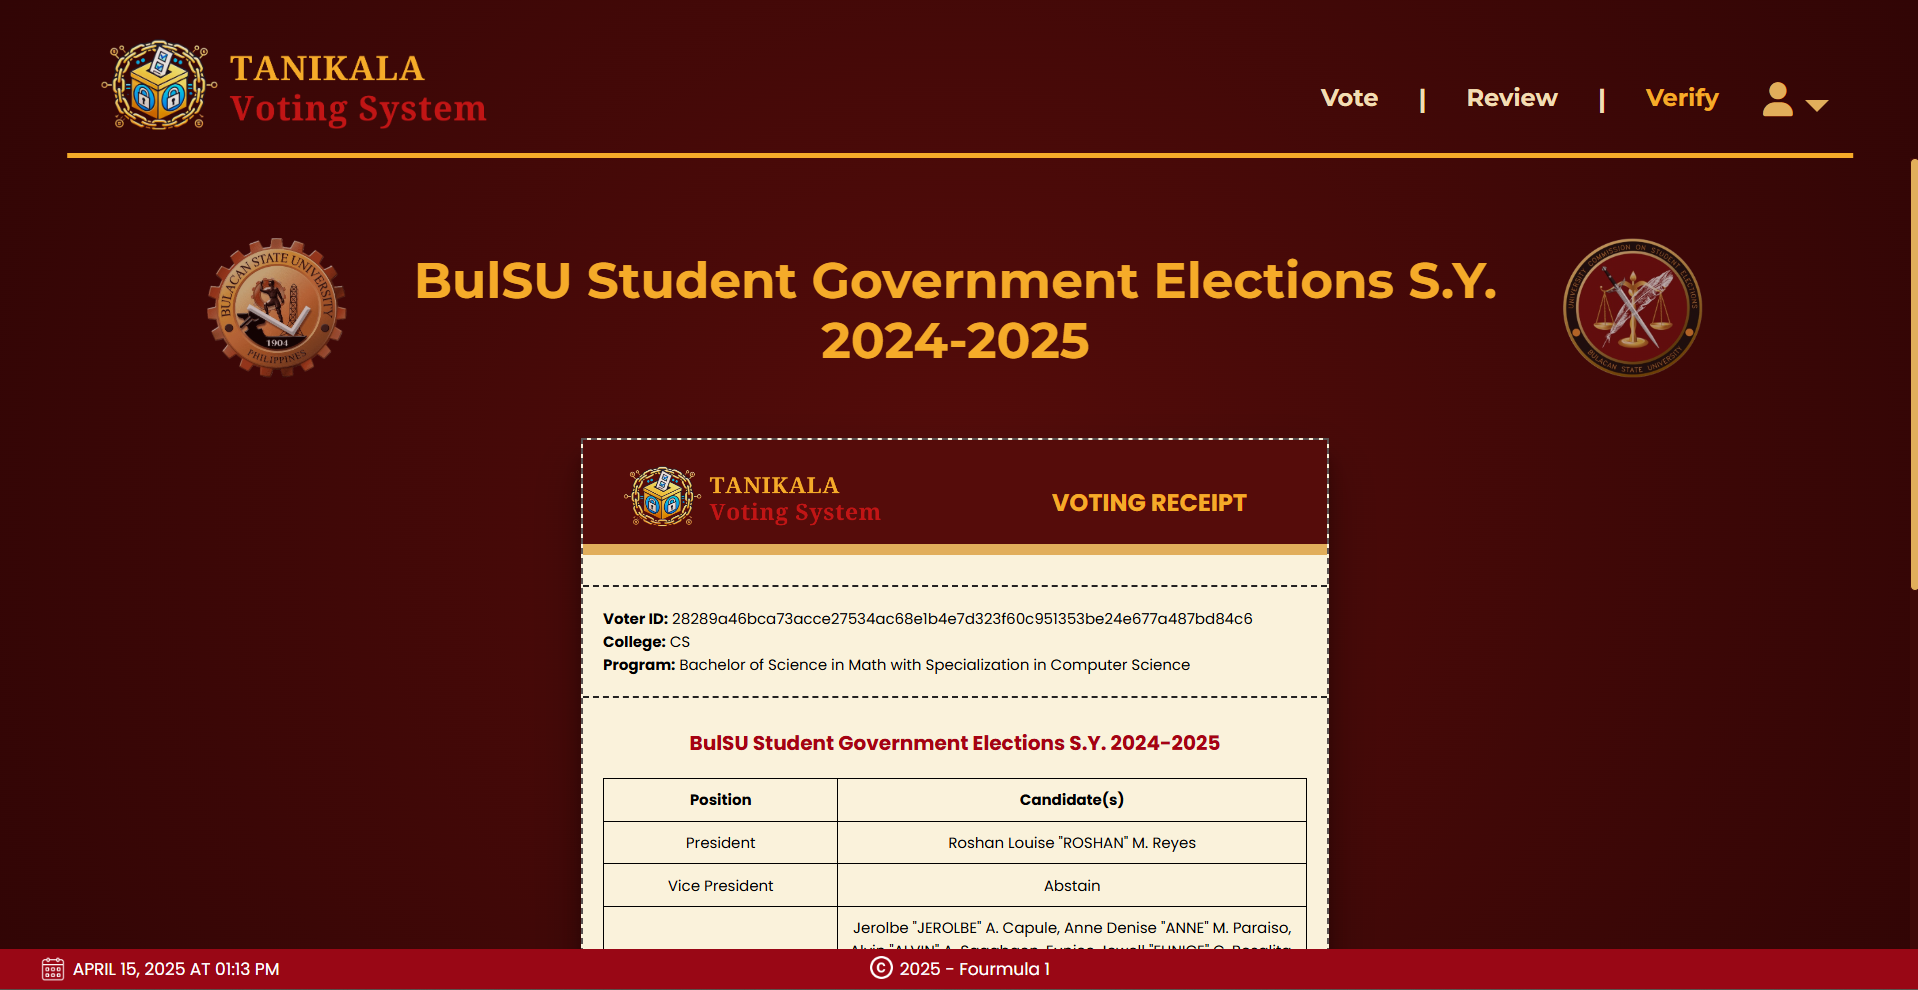 TANIKALA
Voting System
Vote | Review | Verify
BULACAN STATE UNIVERSITY
1904
PHILIPPINES
BulSU Student Government Elections S.Y.
2024-2025
UNIVERSITY COMMISSION ON STUDENT ELECTIONS
BULACAN STATE UNIVERSITY
TANIKALA
Voting System
VOTING RECEIPT
Voter ID: 28289a46bca73acce27534ac68e1b4e7d323f60c951353be24e677a487bd84c6
College: CS
Program: Bachelor of Science in Math with Specialization in Computer Science
BulSU Student Government Elections S.Y. 2024-2025
Position Candidate(s)
President Roshan Louise "ROSHAN" M. Reyes
Vice President Abstain
Jerolbe "JEROLBE" A. Capule, Anne Denise "ANNE" M. Paraiso,
APRIL 15, 2025 AT 01:13 PM
© 2025 - Fourmula 1